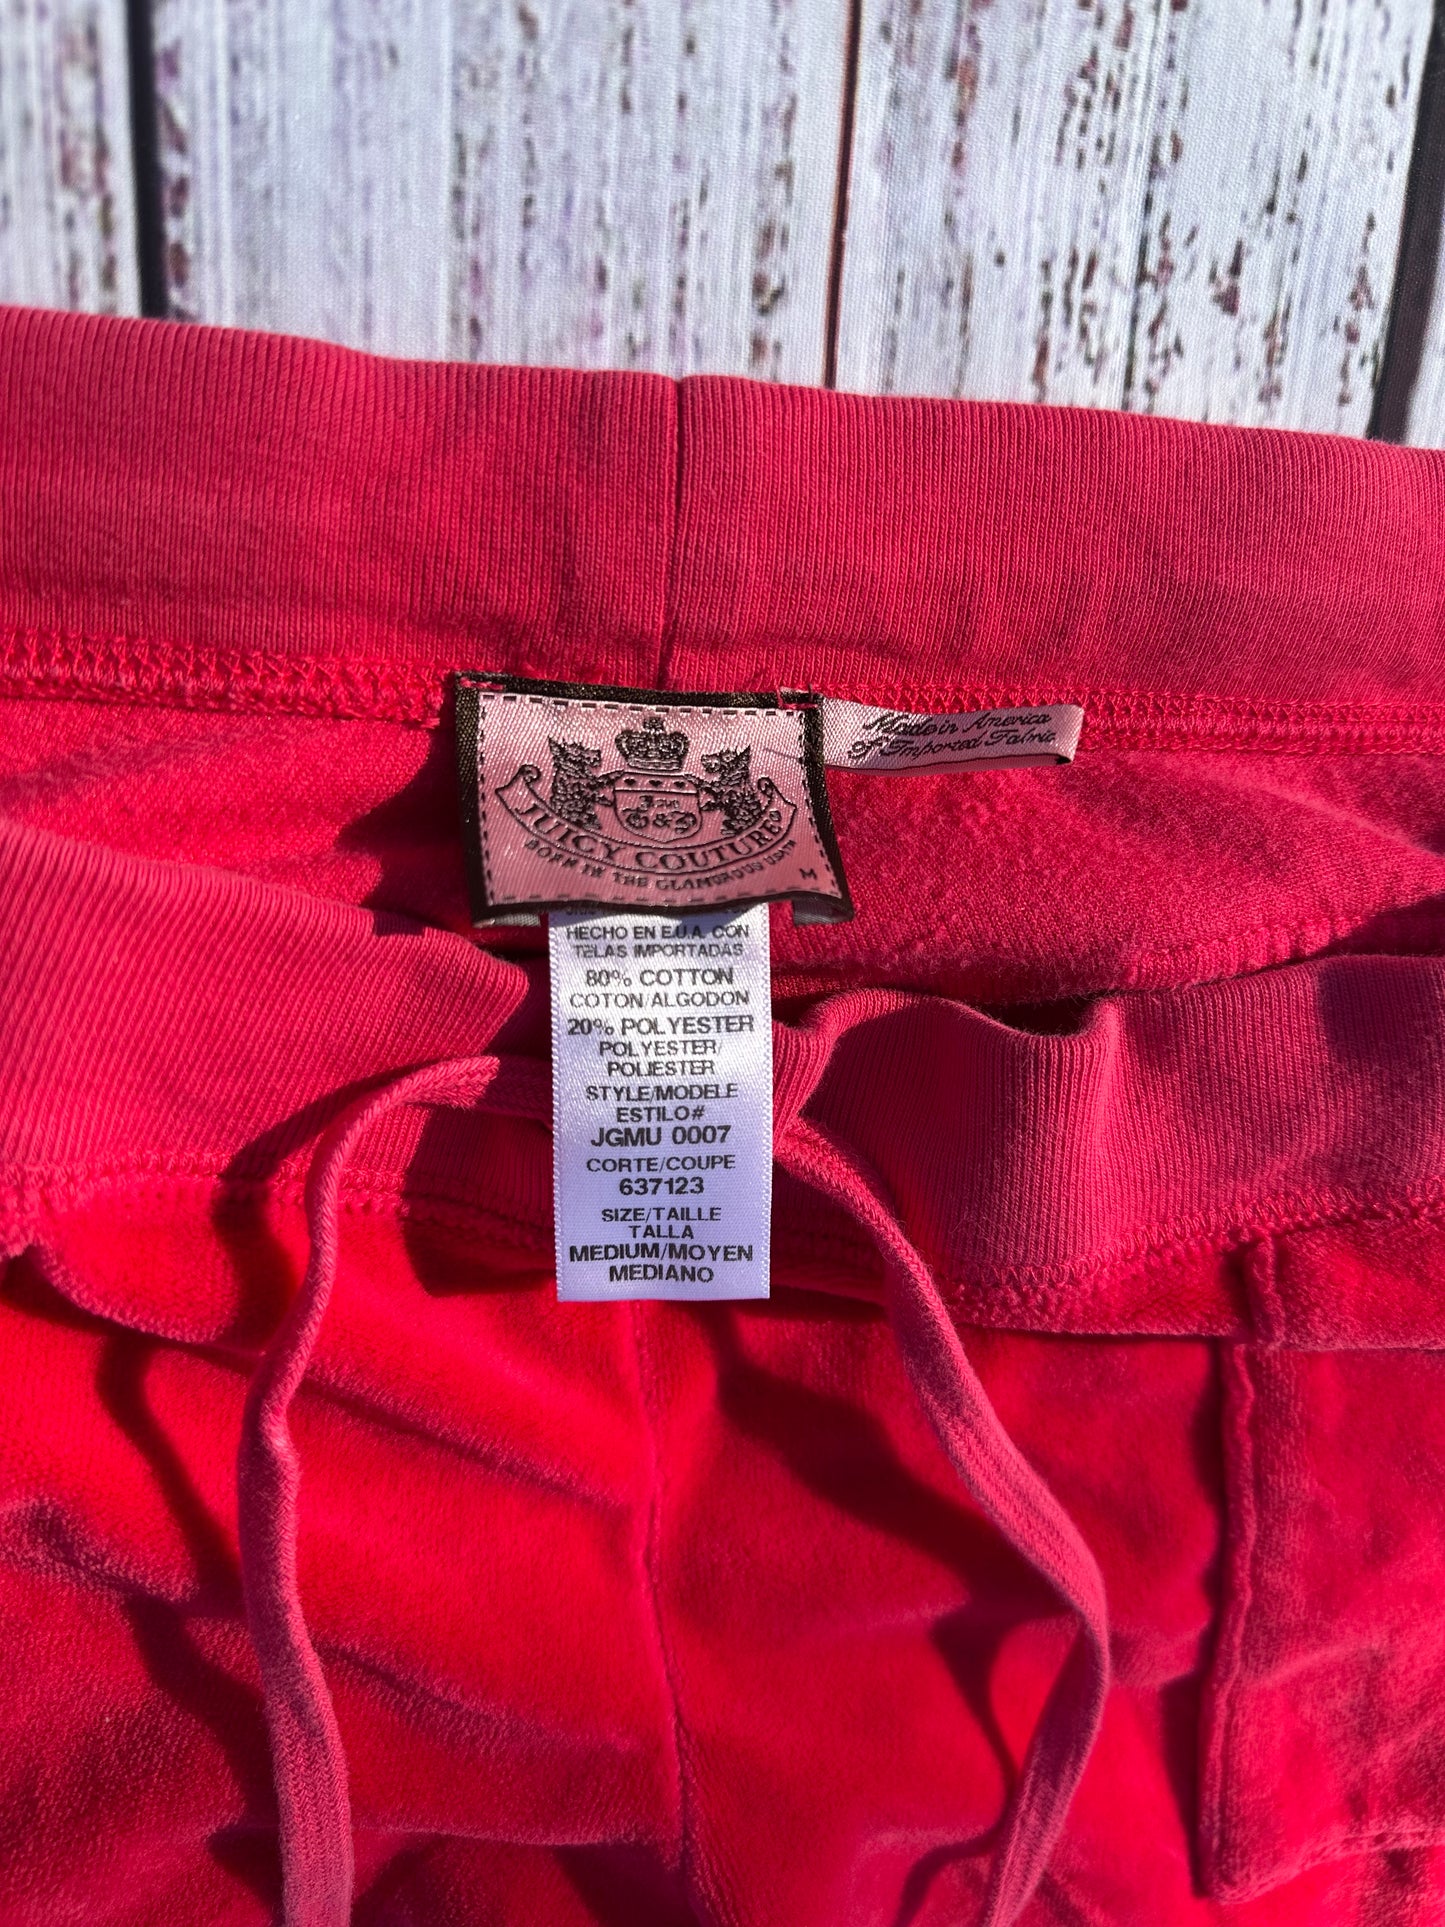 Made in America
Of Imported Fabric
G&P
JUICY COUTURE
BORN IN THE GLAMOROUS USA
M
HECHO EN E.U.A. CON
TELAS IMPORTADAS
80% COTTON
COTON/ALGODON
20% POLYESTER
POLYESTER/
POLIESTER
STYLE/MODELE
ESTILO#
JGMU 0007
CORTE/COUPE
637123
SIZE/TAILLE
TALLA
MEDIUM/MOYEN
MEDIANO